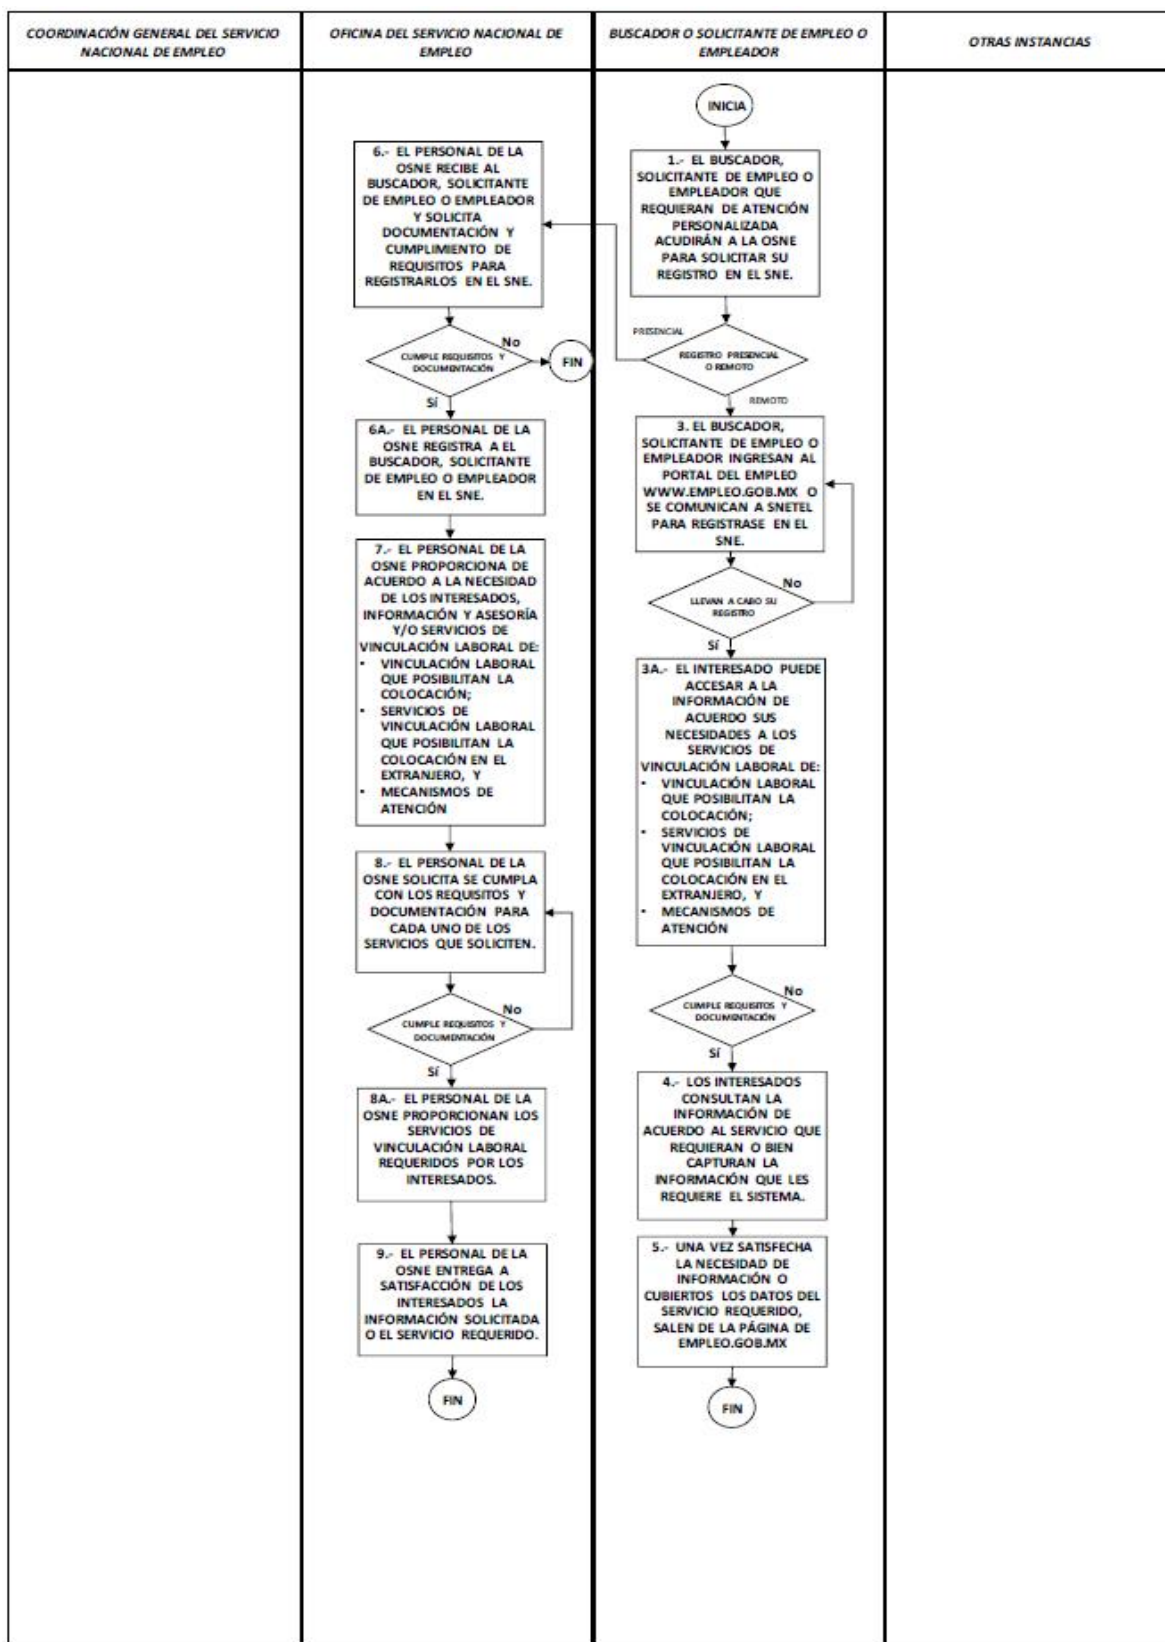 COORDINACIÓN GENERAL DEL SERVICIO
NACIONAL DE EMPLEO
OFICINA DEL SERVICIO NACIONAL DE
EMPLEO
BUSCADOR O SOLICITANTE DE EMPLEO O
EMPLEADOR
OTRAS INSTANCIAS
INICIA
1.- EL BUSCADOR,
SOLICITANTE DE EMPLEO O
EMPLEADOR QUE
REQUIERAN DE ATENCIÓN
PERSONALIZADA
ACUDIRÁN A LA OSNE
PARA SOLICITAR SU
REGISTRO EN EL SNE.
PRESENCIAL
REGISTRO PRESENCIAL
O REMOTO
REMOTO
3. EL BUSCADOR,
SOLICITANTE DE EMPLEO O
EMPLEADOR INGRESAN AL
PORTAL DEL EMPLEO
WWW.EMPLEO.GOB.MX O
SE COMUNICAN A SNETEL
PARA REGISTRASE EN EL
SNE.
No
LLEVAN A CABO SU
REGISTRO
Sí
3A.- EL INTERESADO PUEDE
ACCESAR A LA
INFORMACIÓN DE
ACUERDO SUS
NECESIDADES A LOS
SERVICIOS DE
VINCULACIÓN LABORAL DE:
• VINCULACIÓN LABORAL
QUE POSIBILITAN LA
COLOCACIÓN;
• SERVICIOS DE
VINCULACIÓN LABORAL
QUE POSIBILITAN LA
COLOCACIÓN EN EL
EXTRANJERO, Y
• MECANISMOS DE
ATENCIÓN
No
CUMPLE REQUISITOS Y
DOCUMENTACIÓN
Sí
4.- LOS INTERESADOS
CONSULTAN LA
INFORMACIÓN DE
ACUERDO AL SERVICIO QUE
REQUIERAN O BIEN
CAPTURAN LA
INFORMACIÓN QUE LES
REQUIERE EL SISTEMA.
5.- UNA VEZ SATISFECHA
LA NECESIDAD DE
INFORMACIÓN O
CUBIERTOS LOS DATOS DEL
SERVICIO REQUERIDO,
SALEN DE LA PÁGINA DE
EMPLEO.GOB.MX
FIN
6.- EL PERSONAL DE LA
OSNE RECIBE AL
BUSCADOR, SOLICITANTE
DE EMPLEO O EMPLEADOR
Y SOLICITA
DOCUMENTACIÓN Y
CUMPLIMIENTO DE
REQUISITOS PARA
REGISTRARLOS EN EL SNE.
No
CUMPLE REQUISITOS Y
DOCUMENTACIÓN
FIN
Sí
6A.- EL PERSONAL DE LA
OSNE REGISTRA A EL
BUSCADOR, SOLICITANTE
DE EMPLEO O EMPLEADOR
EN EL SNE.
7.- EL PERSONAL DE LA
OSNE PROPORCIONA DE
ACUERDO A LA NECESIDAD
DE LOS INTERESADOS,
INFORMACIÓN Y ASESORÍA
Y/O SERVICIOS DE
VINCULACIÓN LABORAL DE:
• VINCULACIÓN LABORAL
QUE POSIBILITAN LA
COLOCACIÓN;
• SERVICIOS DE
VINCULACIÓN LABORAL
QUE POSIBILITAN LA
COLOCACIÓN EN EL
EXTRANJERO, Y
• MECANISMOS DE
ATENCIÓN
8.- EL PERSONAL DE LA
OSNE SOLICITA SE CUMPLA
CON LOS REQUISITOS Y
DOCUMENTACIÓN PARA
CADA UNO DE LOS
SERVICIOS QUE SOLICITEN.
No
CUMPLE REQUISITOS Y
DOCUMENTACIÓN
Sí
8A.- EL PERSONAL DE LA
OSNE PROPORCIONAN LOS
SERVICIOS DE
VINCULACIÓN LABORAL
REQUERIDOS POR LOS
INTERESADOS.
9.- EL PERSONAL DE LA
OSNE ENTREGA A
SATISFACCIÓN DE LOS
INTERESADOS LA
INFORMACIÓN SOLICITADA
O EL SERVICIO REQUERIDO.
FIN